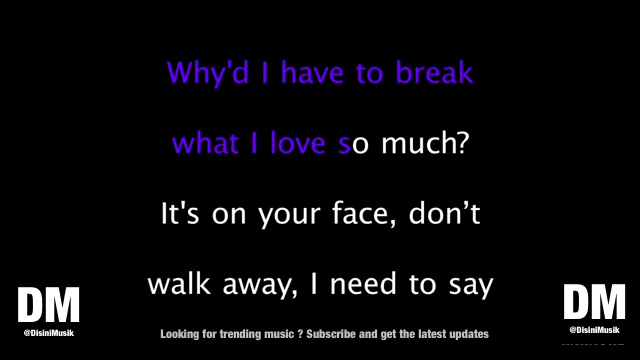 Why'd I have to break
what I love so much?
It's on your face, don’t
walk away, I need to say
DM
@DisiniMusik
DM
@DisiniMusik
Looking for trending music ? Subscribe and get the latest updates